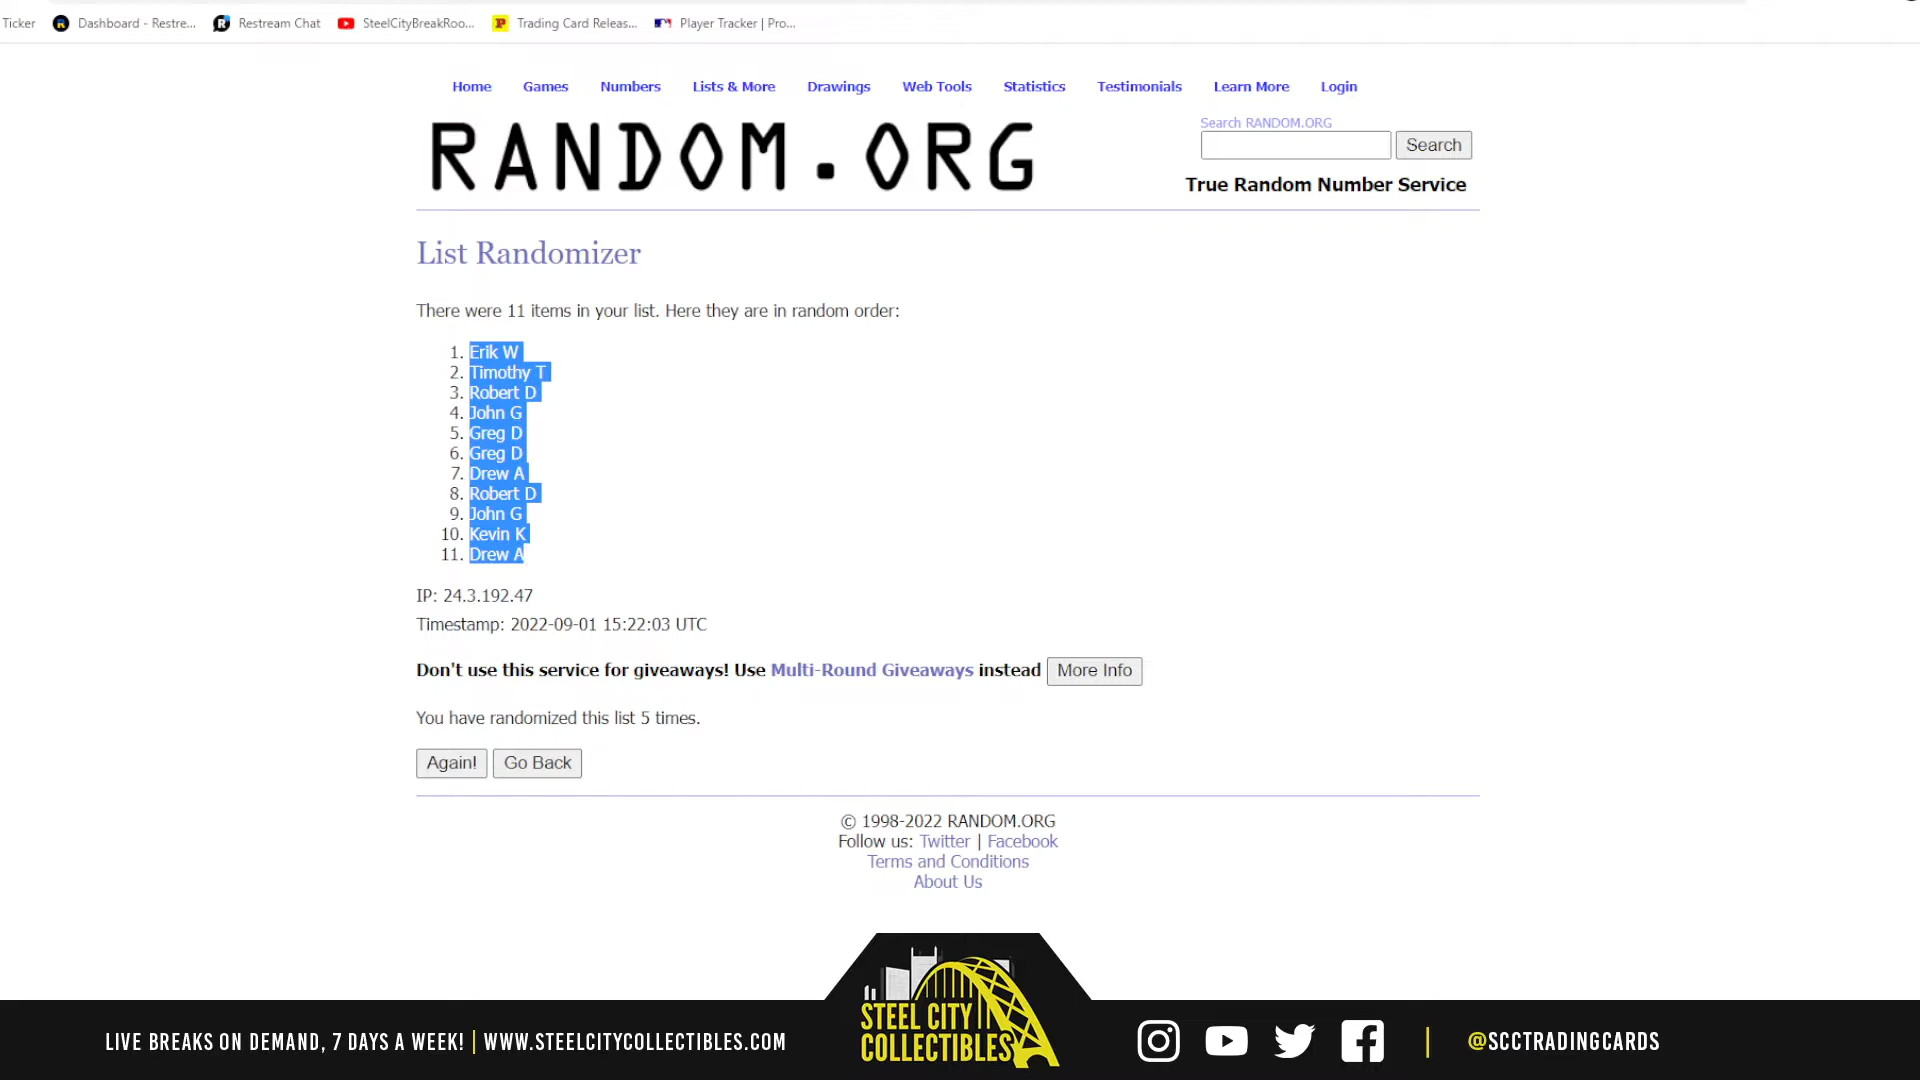 Ticker Dashboard - Restre... Restream Chat SteelCityBreakRoo... Trading Card Releas... Player Tracker | Pro...
Home Games Numbers Lists & More Drawings Web Tools Statistics Testimonials Learn More Login
RANDOM.ORG
Search RANDOM.ORG
Search
True Random Number Service
List Randomizer
There were 11 items in your list. Here they are in random order:
1. Erik W
2. Timothy T
3. Robert D
4. John G
5. Greg D
6. Greg D
7. Drew A
8. Robert D
9. John G
10. Kevin K
11. Drew A
IP: 24.3.192.47
Timestamp: 2022-09-01 15:22:03 UTC
Don't use this service for giveaways! Use Multi-Round Giveaways instead More Info
You have randomized this list 5 times.
Again! Go Back
© 1998-2022 RANDOM.ORG
Follow us: Twitter | Facebook
Terms and Conditions
About Us
LIVE BREAKS ON DEMAND, 7 DAYS A WEEK! | WWW.STEELCITYCOLLECTIBLES.COM
STEEL CITY
COLLECTIBLES
| @SCCTRADINGCARDS